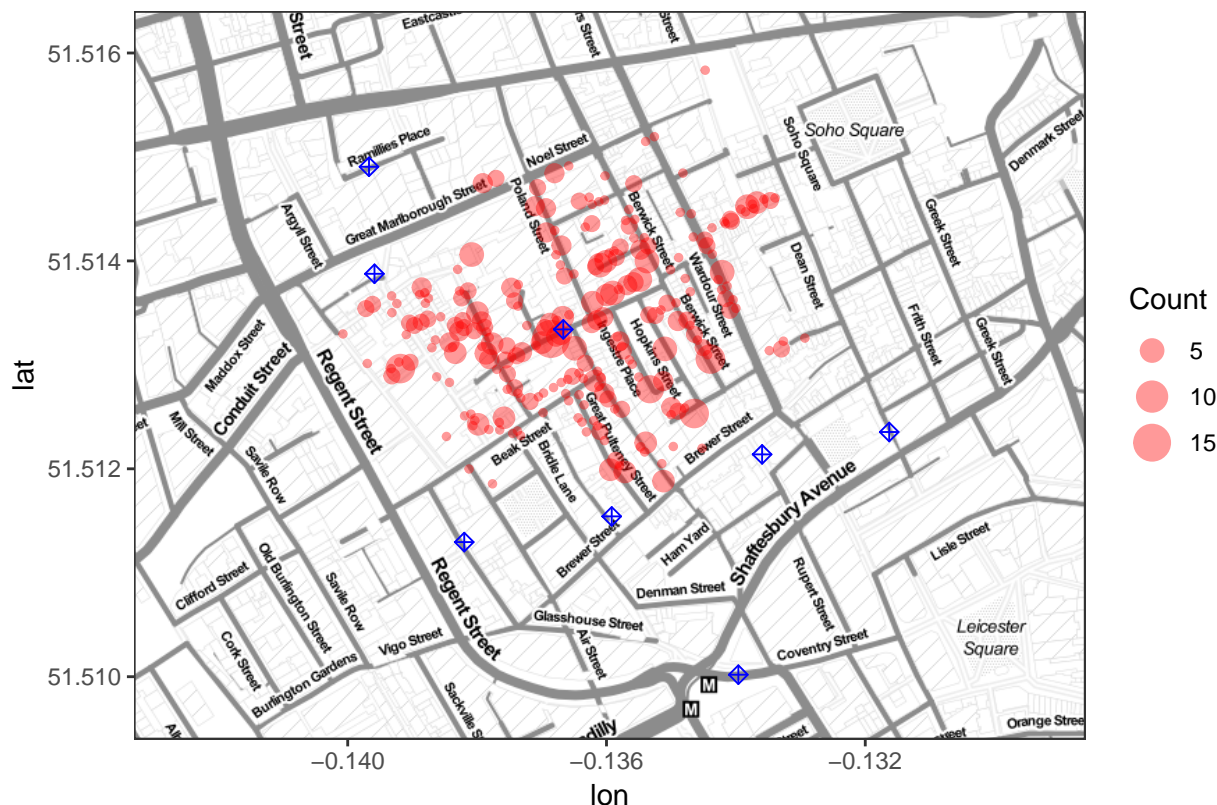 51.516
51.514
51.512
51.510
lat
−0.140
−0.136
−0.132
lon
Count
5
10
15
Street
Street
Street
Ramillies Place
Noel Street
Soho Square
Soho Square
Denmark Street
Great Marlborough Street
Poland Street
Berwick Street
Argyll Street
Greek Street
Wardour Street
Dean Street
Berwick Street
Frith Street
Greek Street
Maddox Street
Conduit Street
Regent Street
Hopkins Street
Mill Street
Great Pulteney Street
Beak Street
Bridle Lane
Brewer Street
Savile Row
Shaftesbury Avenue
Brewer Street
Ham Yard
Lisle Street
Clifford Street
Old Burlington Street
Savile Row
Regent Street
Denman Street
Rupert Street
Glasshouse Street
Air Street
Coventry Street
Leicester
Square
Cork Street
Vigo Street
Burlington Gardens
Sackville S
M
M
Orange Stree